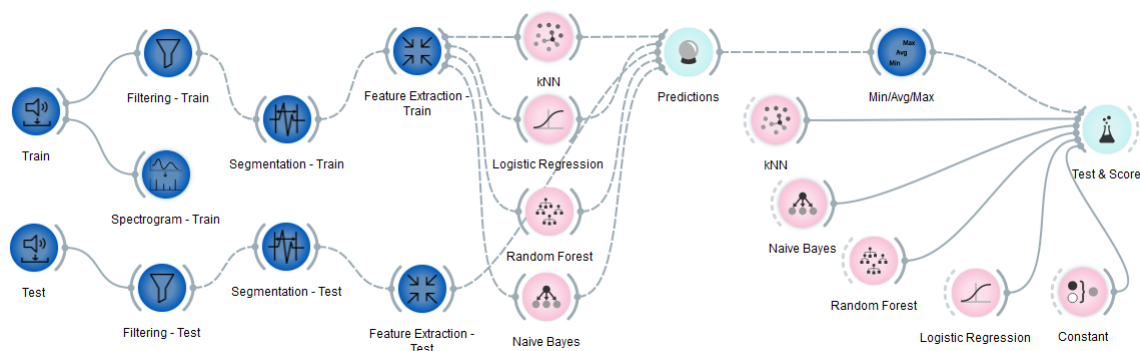 Filtering - Train
Train
Segmentation - Train
Feature Extraction -
Train
Spectrogram - Train
kNN
Logistic Regression
Random Forest
Naive Bayes
Predictions
Max
Avg
Min
Min/Avg/Max
kNN
Naive Bayes
Random Forest
Logistic Regression
Constant
Test & Score
Test
Filtering - Test
Segmentation - Test
Feature Extraction -
Test